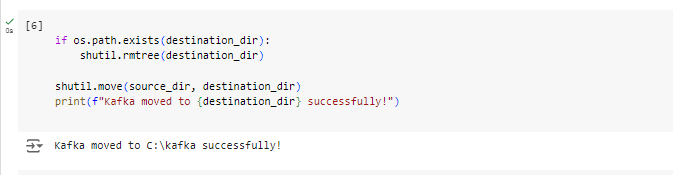 [6]
0s
if os.path.exists(destination_dir):
    shutil.rmtree(destination_dir)
shutil.move(source_dir, destination_dir)
print(f"Kafka moved to {destination_dir} successfully!")
Kafka moved to C:\kafka successfully!